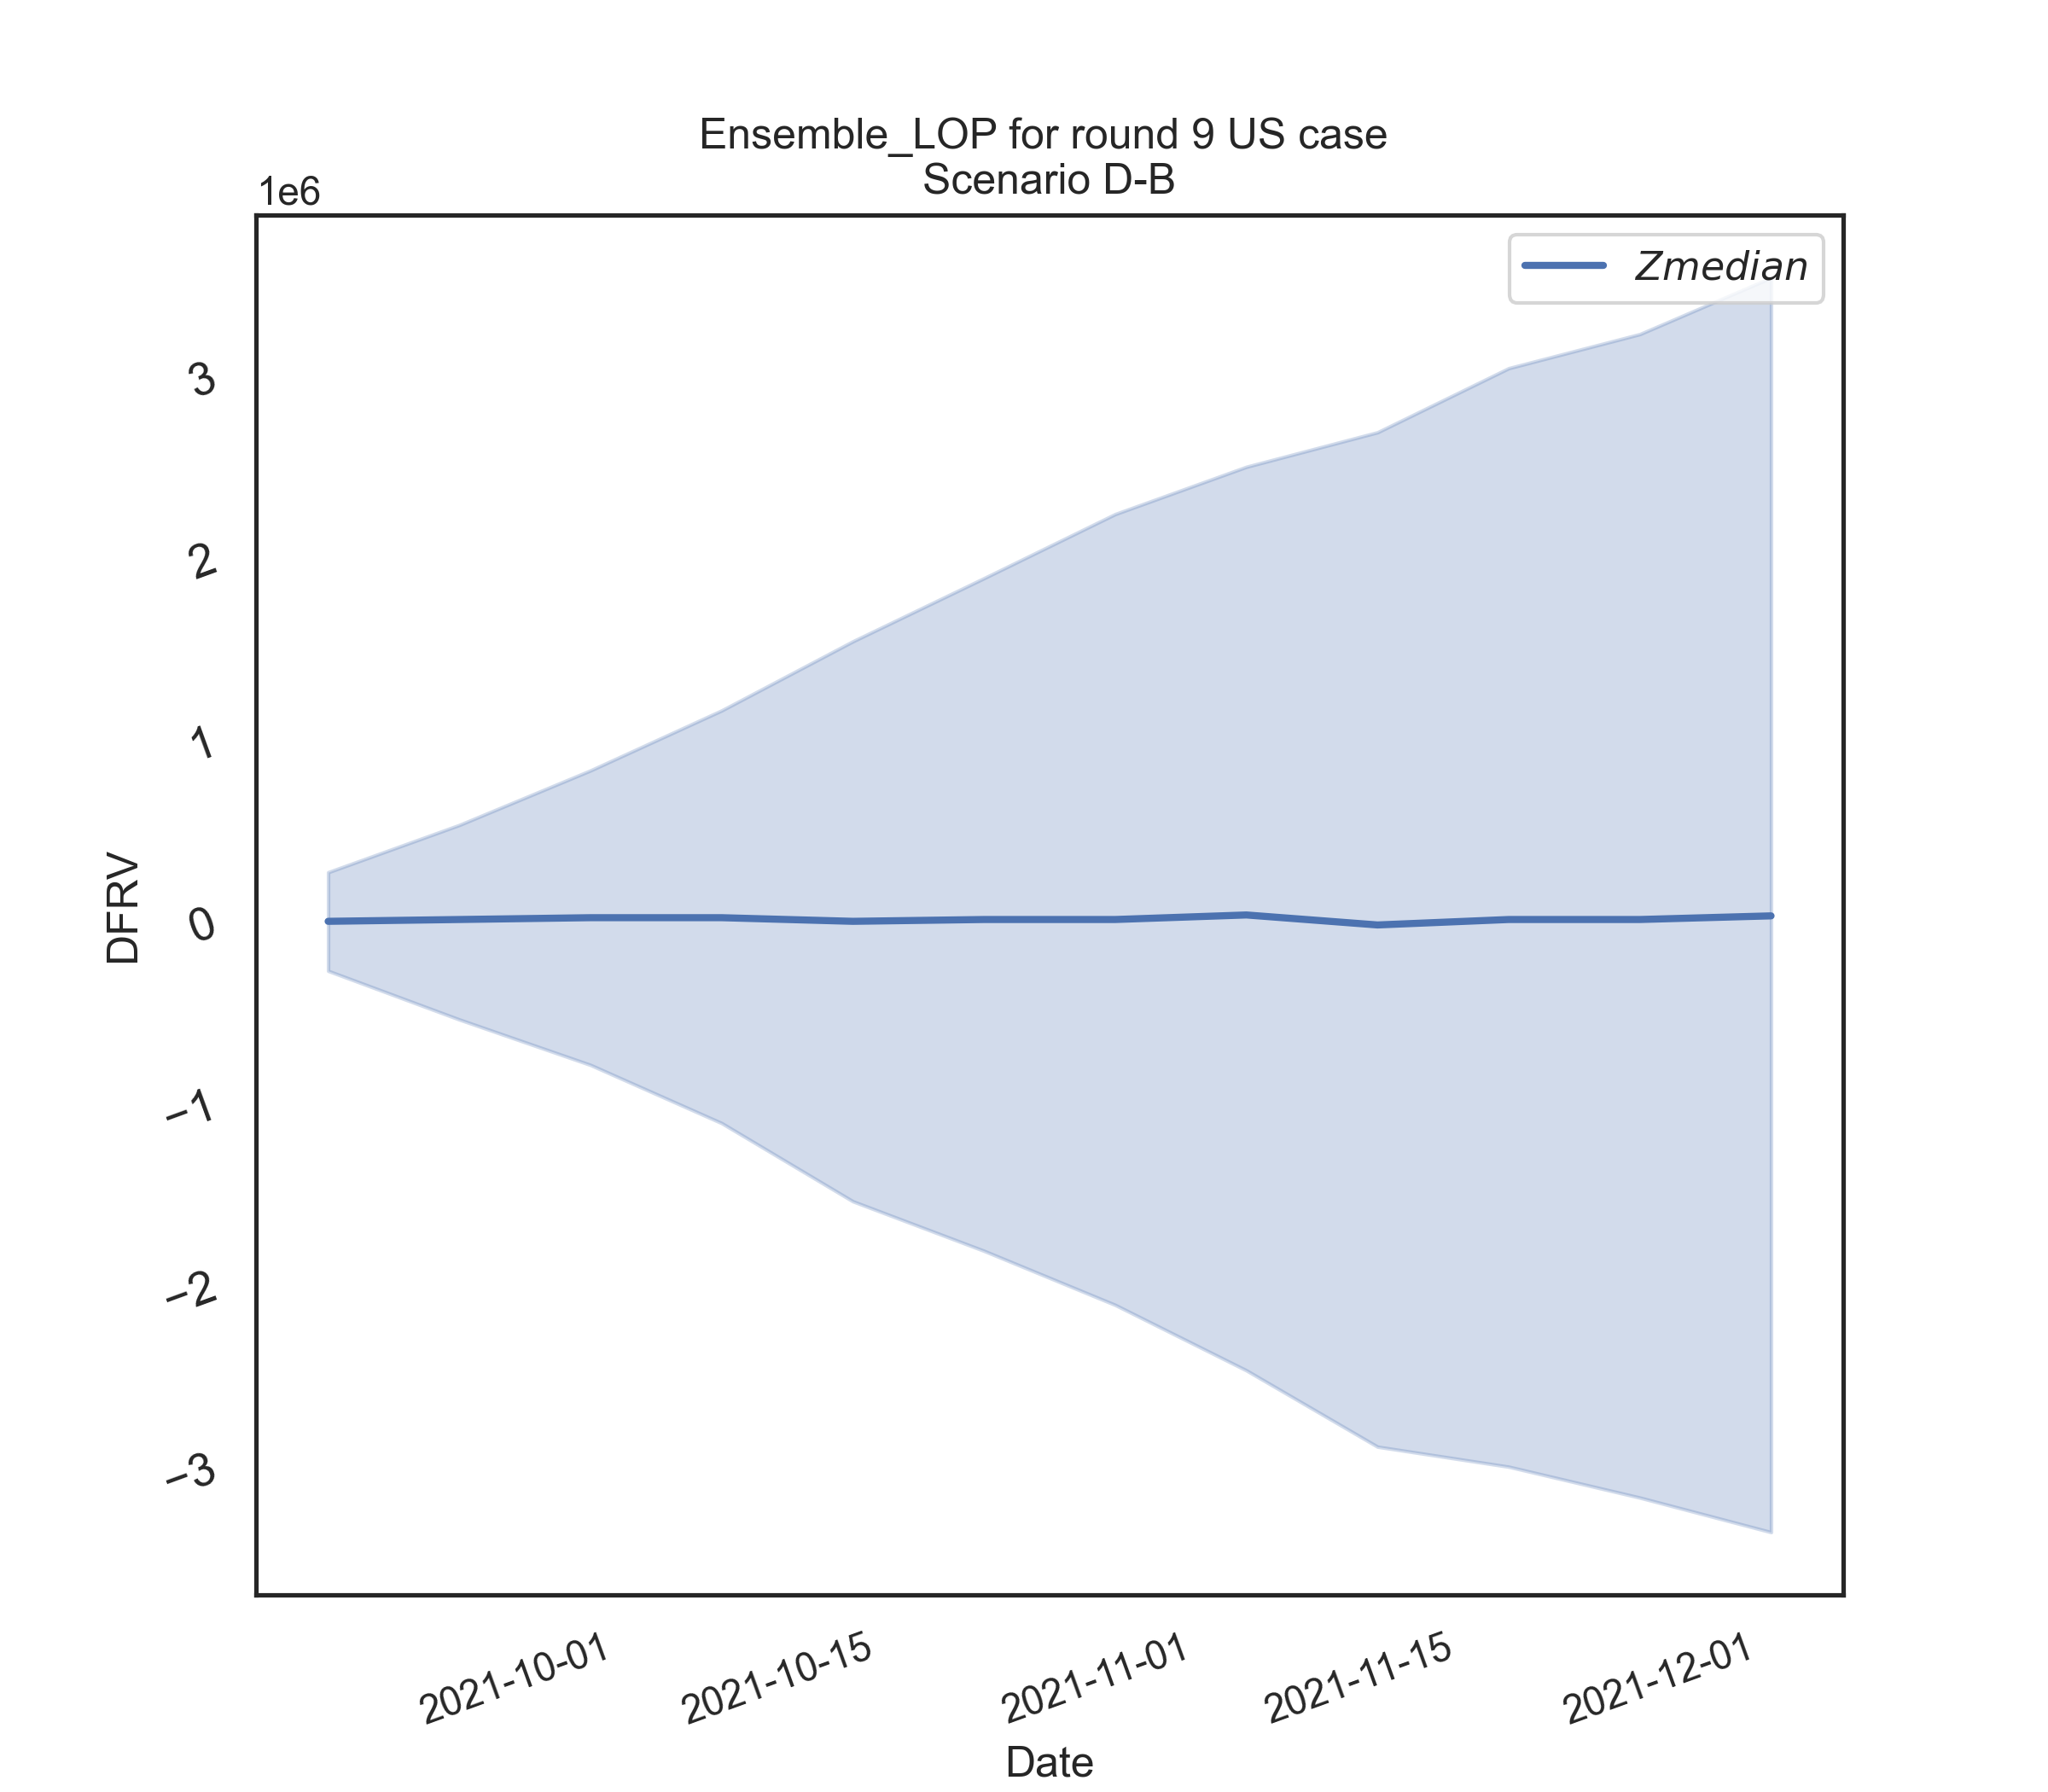 Ensemble_LOP for round 9 US case
Scenario D-B
1e6
Zmedian
3
2
1
0
−1
−2
−3
DFRV
2021-10-01
2021-10-15
2021-11-01
2021-11-15
2021-12-01
Date